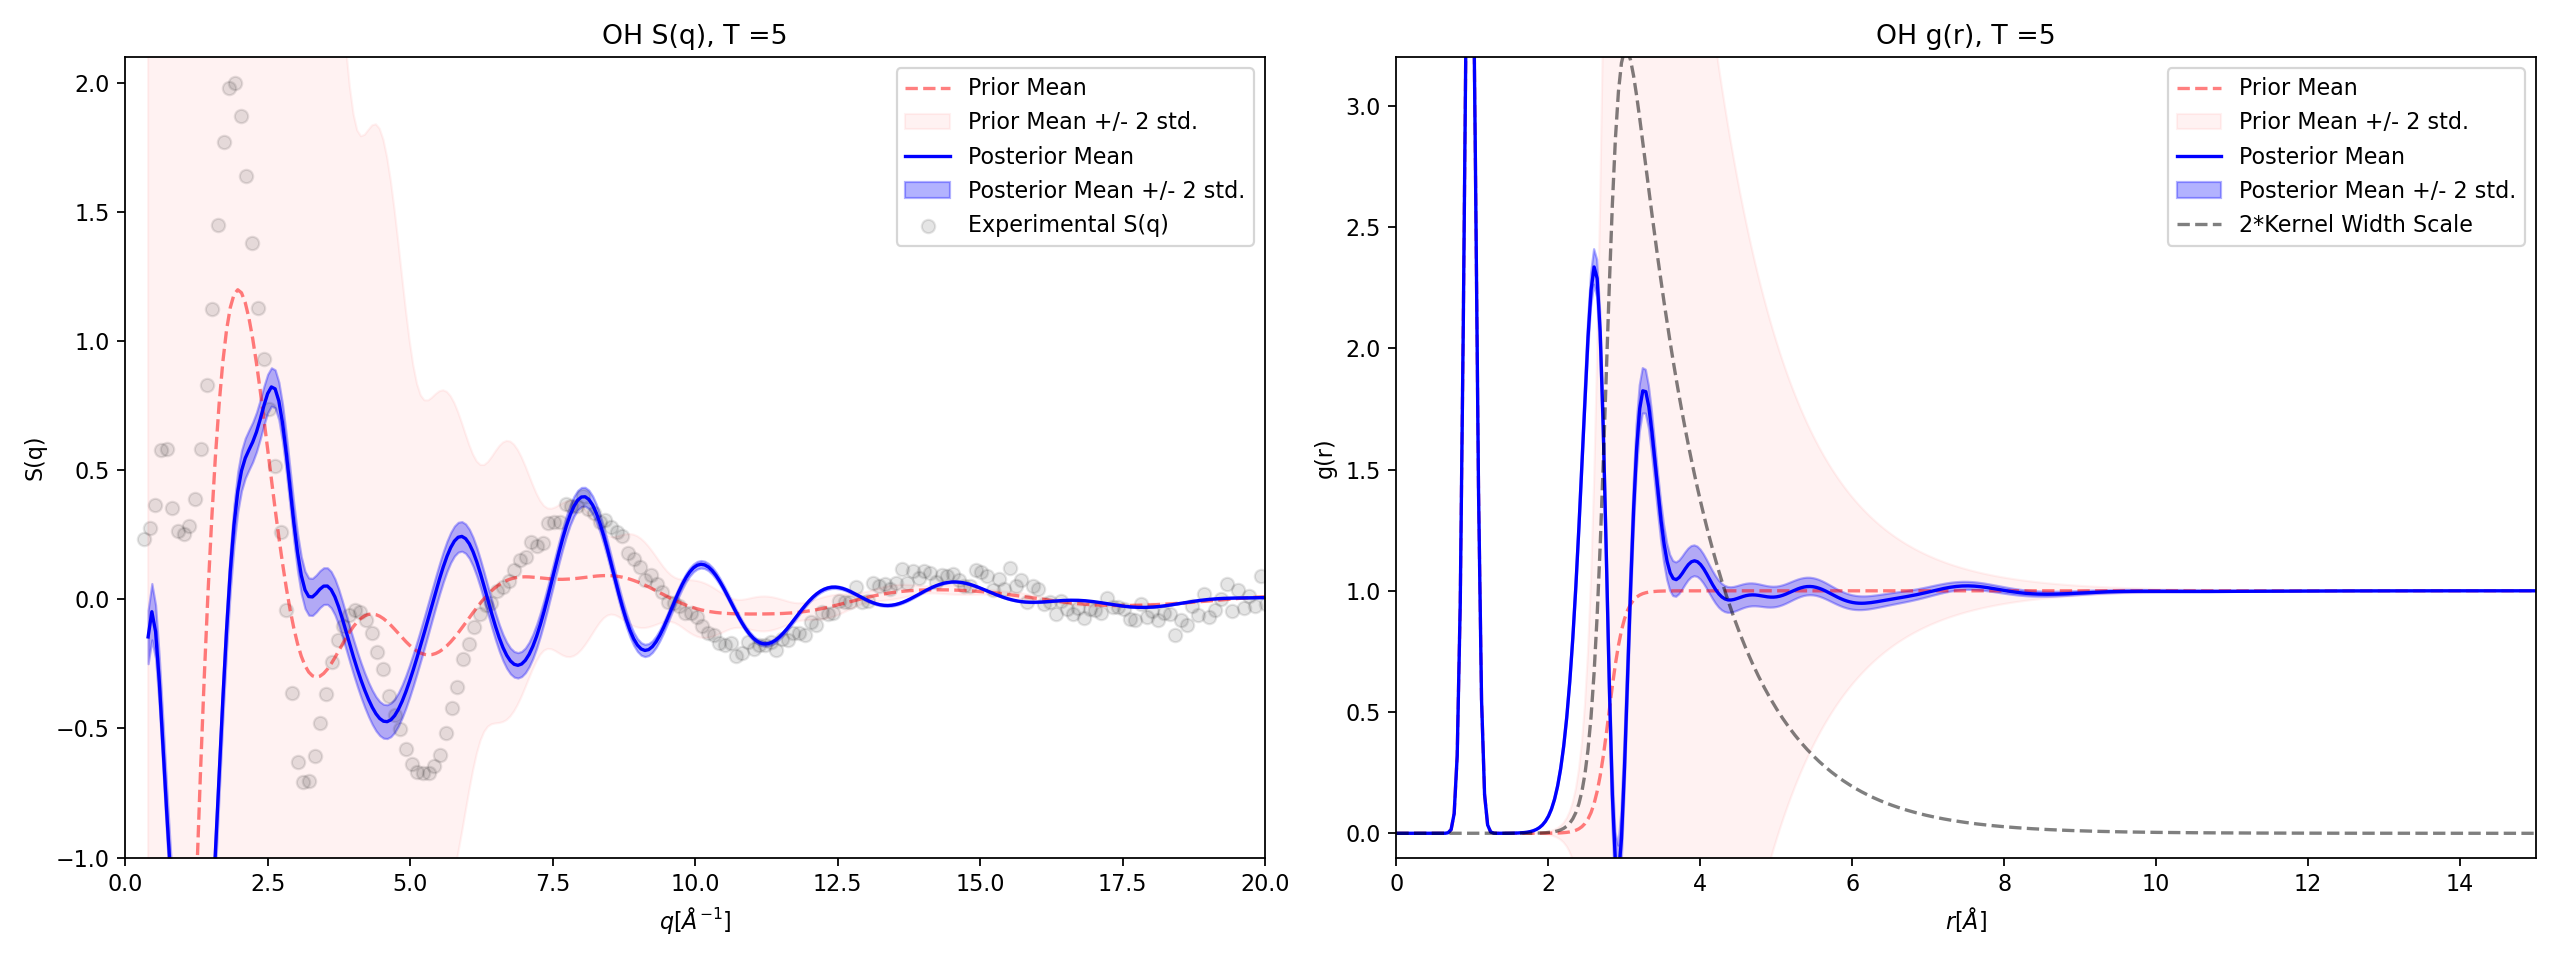 OH S(q), T =5
2.0
1.5
1.0
0.5
0.0
−0.5
−1.0
S(q)
Prior Mean
Prior Mean +/- 2 std.
Posterior Mean
Posterior Mean +/- 2 std.
Experimental S(q)
0.0 2.5 5.0 7.5 10.0 12.5 15.0 17.5 20.0
q[Å⁻¹]
OH g(r), T =5
3.0
2.5
2.0
1.5
1.0
0.5
0.0
g(r)
Prior Mean
Prior Mean +/- 2 std.
Posterior Mean
Posterior Mean +/- 2 std.
2*Kernel Width Scale
0 2 4 6 8 10 12 14
r[Å]